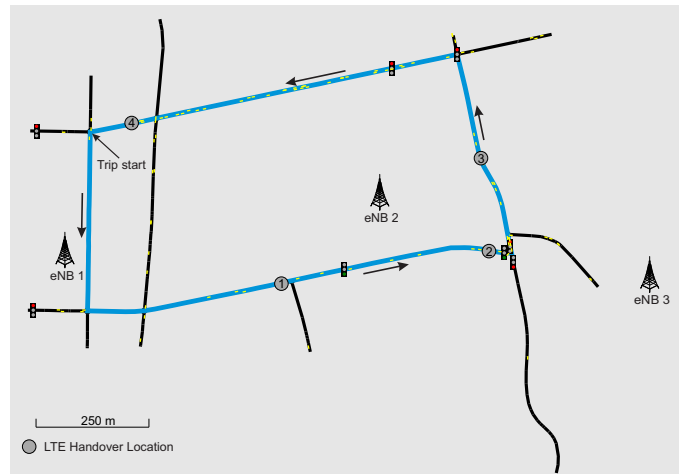 4
3
Trip start
eNB 2
eNB 1
2
eNB 3
1
250 m
LTE Handover Location